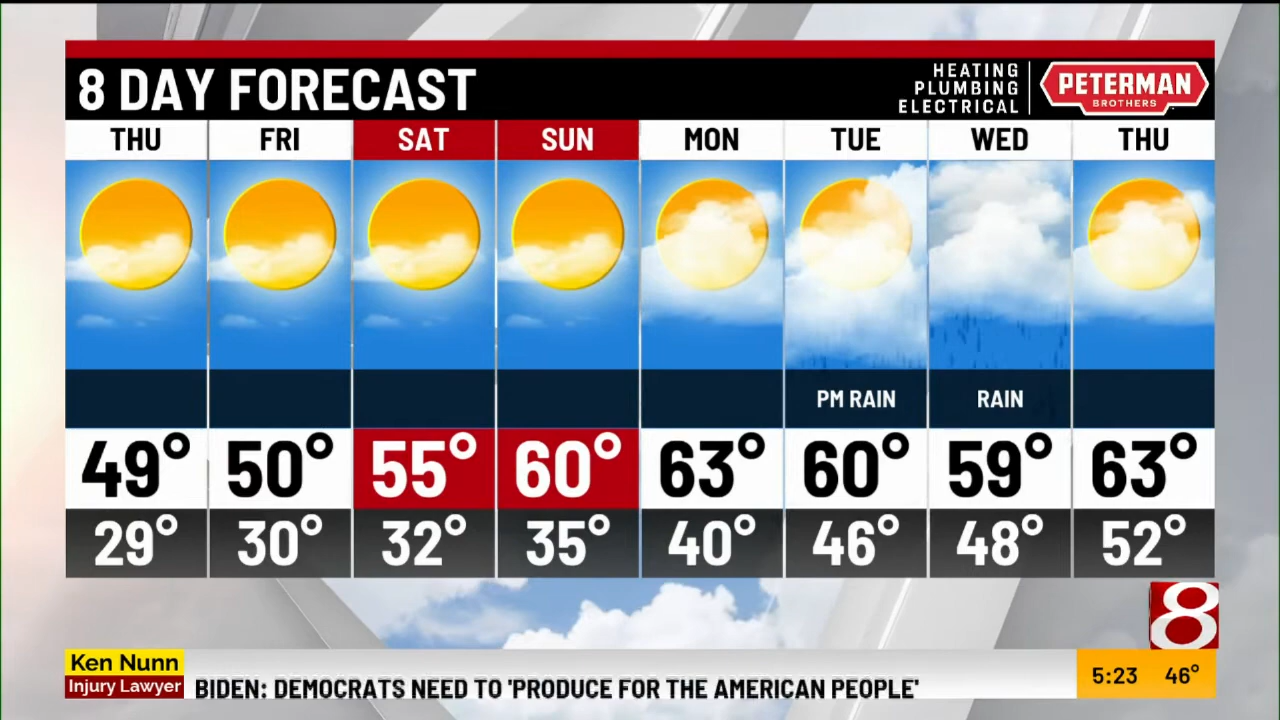 8 DAY FORECAST
HEATING
PLUMBING
ELECTRICAL
PETERMAN
BROTHERS
THU FRI SAT SUN MON TUE WED THU
PM RAIN RAIN
49° 50° 55° 60° 63° 60° 59° 63°
29° 30° 32° 35° 40° 46° 48° 52°
8
Ken Nunn
Injury Lawyer
BIDEN: DEMOCRATS NEED TO 'PRODUCE FOR THE AMERICAN PEOPLE'
5:23 46°